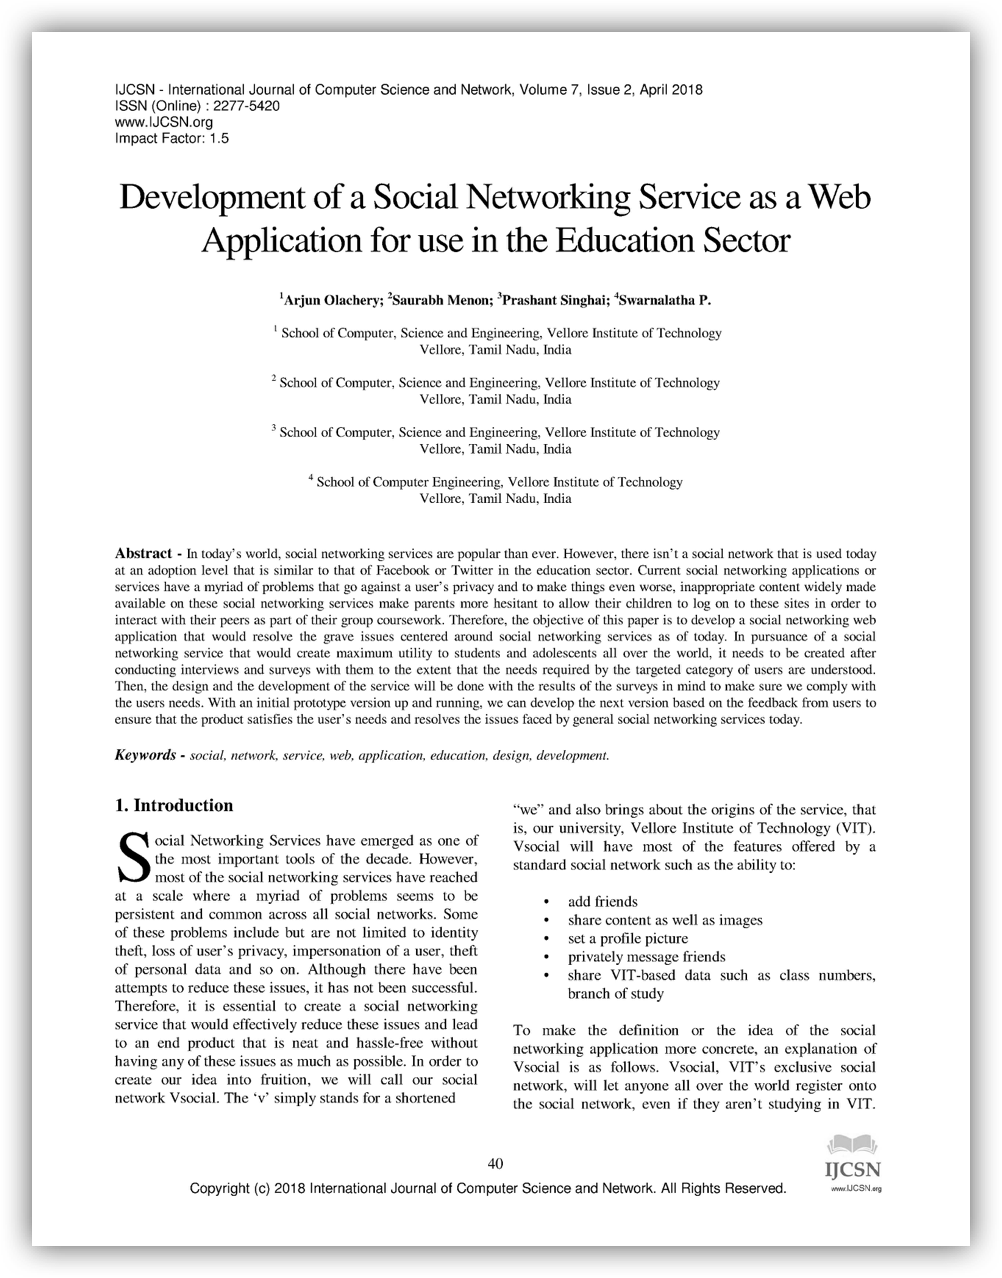 IJCSN - International Journal of Computer Science and Network, Volume 7, Issue 2, April 2018
ISSN (Online) : 2277-5420
www.IJCSN.org
Impact Factor: 1.5
Development of a Social Networking Service as a Web
Application for use in the Education Sector
1Arjun Olachery; 2Saurabh Menon; 3Prashant Singhai; 4Swarnalatha P.
1 School of Computer, Science and Engineering, Vellore Institute of Technology
Vellore, Tamil Nadu, India
2 School of Computer, Science and Engineering, Vellore Institute of Technology
Vellore, Tamil Nadu, India
3 School of Computer, Science and Engineering, Vellore Institute of Technology
Vellore, Tamil Nadu, India
4 School of Computer Engineering, Vellore Institute of Technology
Vellore, Tamil Nadu, India
Abstract - In today's world, social networking services are popular than ever. However, there isn't a social network that is used today
at an adoption level that is similar to that of Facebook or Twitter in the education sector. Current social networking applications or
services have a myriad of problems that go against a user's privacy and to make things even worse, inappropriate content widely made
available on these social networking services make parents more hesitant to allow their children to log on to these sites in order to
interact with their peers as part of their group coursework. Therefore, the objective of this paper is to develop a social networking web
application that would resolve the grave issues centered around social networking services as of today. In pursuance of a social
networking service that would create maximum utility to students and adolescents all over the world, it needs to be created after
conducting interviews and surveys with them to the extent that the needs required by the targeted category of users are understood.
Then, the design and the development of the service will be done with the results of the surveys in mind to make sure we comply with
the users needs. With an initial prototype version up and running, we can develop the next version based on the feedback from users to
ensure that the product satisfies the user's needs and resolves the issues faced by general social networking services today.
Keywords - social, network, service, web, application, education, design, development.
1. Introduction
Social Networking Services have emerged as one of
the most important tools of the decade. However,
most of the social networking services have reached
at a scale where a myriad of problems seems to be
persistent and common across all social networks. Some
of these problems include but are not limited to identity
theft, loss of user's privacy, impersonation of a user, theft
of personal data and so on. Although there have been
attempts to reduce these issues, it has not been successful.
Therefore, it is essential to create a social networking
service that would effectively reduce these issues and lead
to an end product that is neat and hassle-free without
having any of these issues as much as possible. In order to
create our idea into fruition, we will call our social
network Vsocial. The 'v' simply stands for a shortened
"we" and also brings about the origins of the service, that
is, our university, Vellore Institute of Technology (VIT).
Vsocial will have most of the features offered by a
standard social network such as the ability to:
• add friends
• share content as well as images
• set a profile picture
• privately message friends
• share VIT-based data such as class numbers,
branch of study
To make the definition or the idea of the social
networking application more concrete, an explanation of
Vsocial is as follows. Vsocial, VIT's exclusive social
network, will let anyone all over the world register onto
the social network, even if they aren't studying in VIT.
40
Copyright (c) 2018 International Journal of Computer Science and Network. All Rights Reserved.
IJCSN
www.IJCSN.org